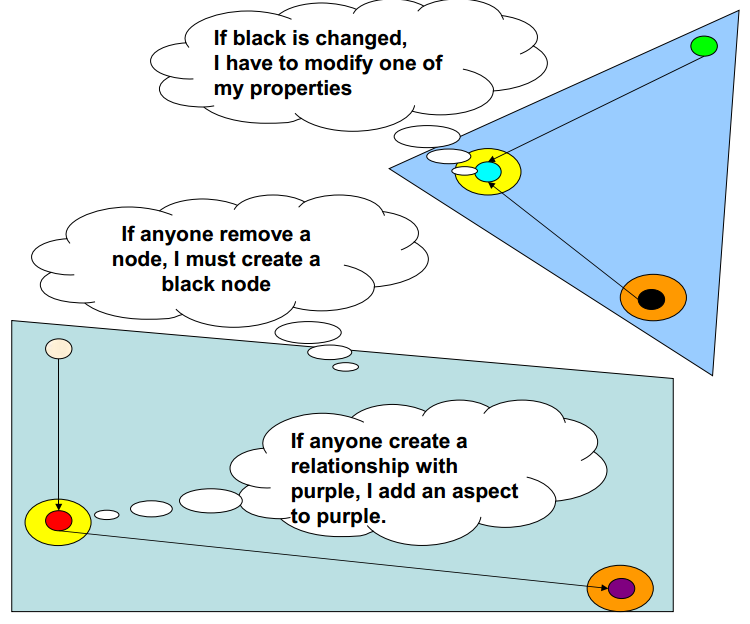 If black is changed,
I have to modify one of
my properties
If anyone remove a
node, I must create a
black node
If anyone create a
relationship with
purple, I add an aspect
to purple.